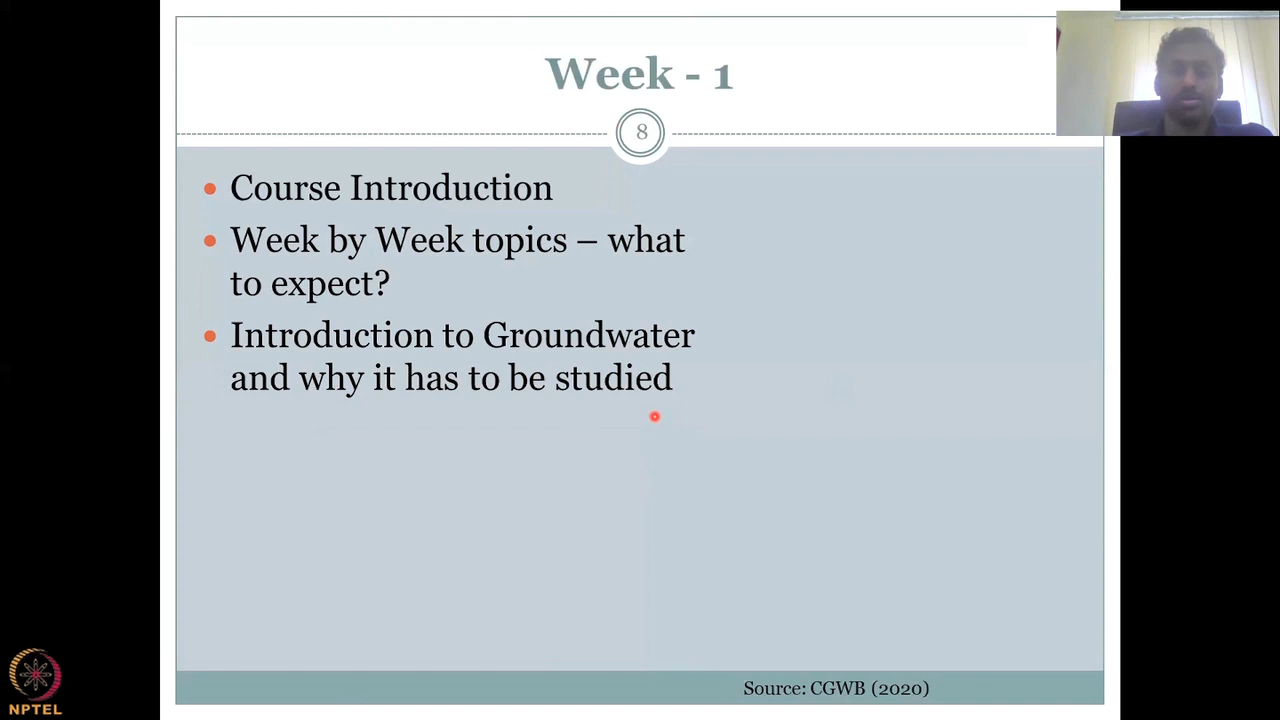 Week - 1
8
Course Introduction
Week by Week topics – what
to expect?
Introduction to Groundwater
and why it has to be studied
Source: CGWB (2020)
NPTEL